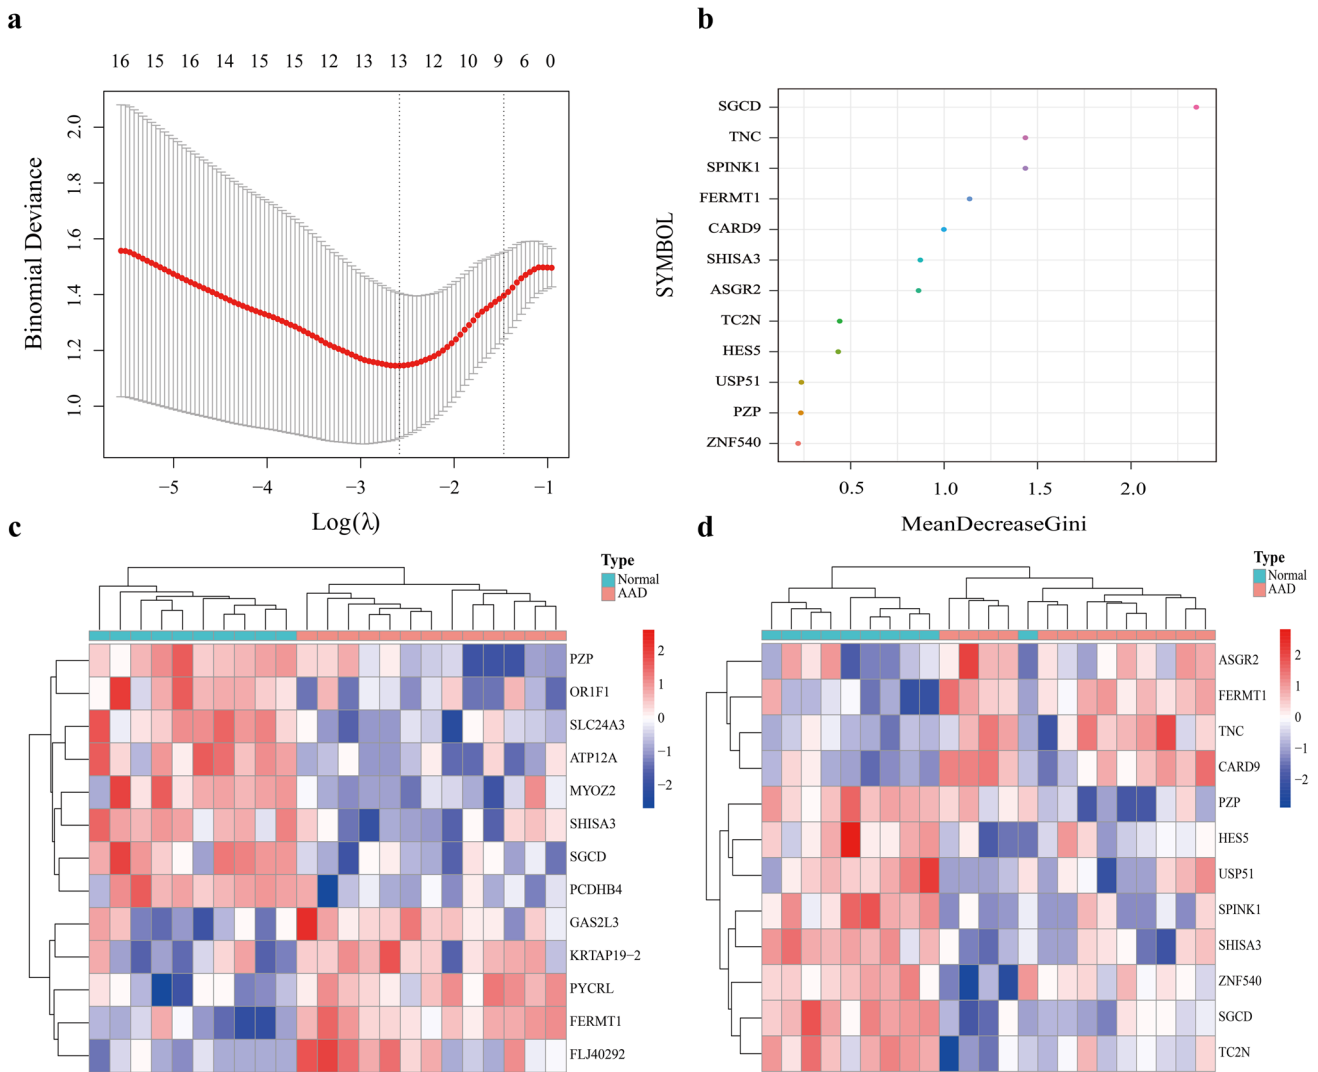 a
16 15 16 14 15 15 12 13 13 12 10 9 6 0
Binomial Deviance
2.0
1.8
1.6
1.4
1.2
1.0
−5 −4 −3 −2 −1
Log(λ)
b
SYMBOL
SGCD
TNC
SPINK1
FERMT1
CARD9
SHISA3
ASGR2
TC2N
HES5
USP51
PZP
ZNF540
0.5 1.0 1.5 2.0
MeanDecreaseGini
c
Type
Normal
AAD
2
1
0
−1
−2
PZP
OR1F1
SLC24A3
ATP12A
MYOZ2
SHISA3
SGCD
PCDHB4
GAS2L3
KRTAP19−2
PYCRL
FERMT1
FLJ40292
d
Type
Normal
AAD
2
1
0
−1
−2
ASGR2
FERMT1
TNC
CARD9
PZP
HES5
USP51
SPINK1
SHISA3
ZNF540
SGCD
TC2N